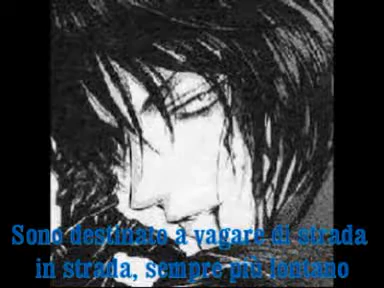 Sono destinato a vagare di strada
in strada, sempre più lontano